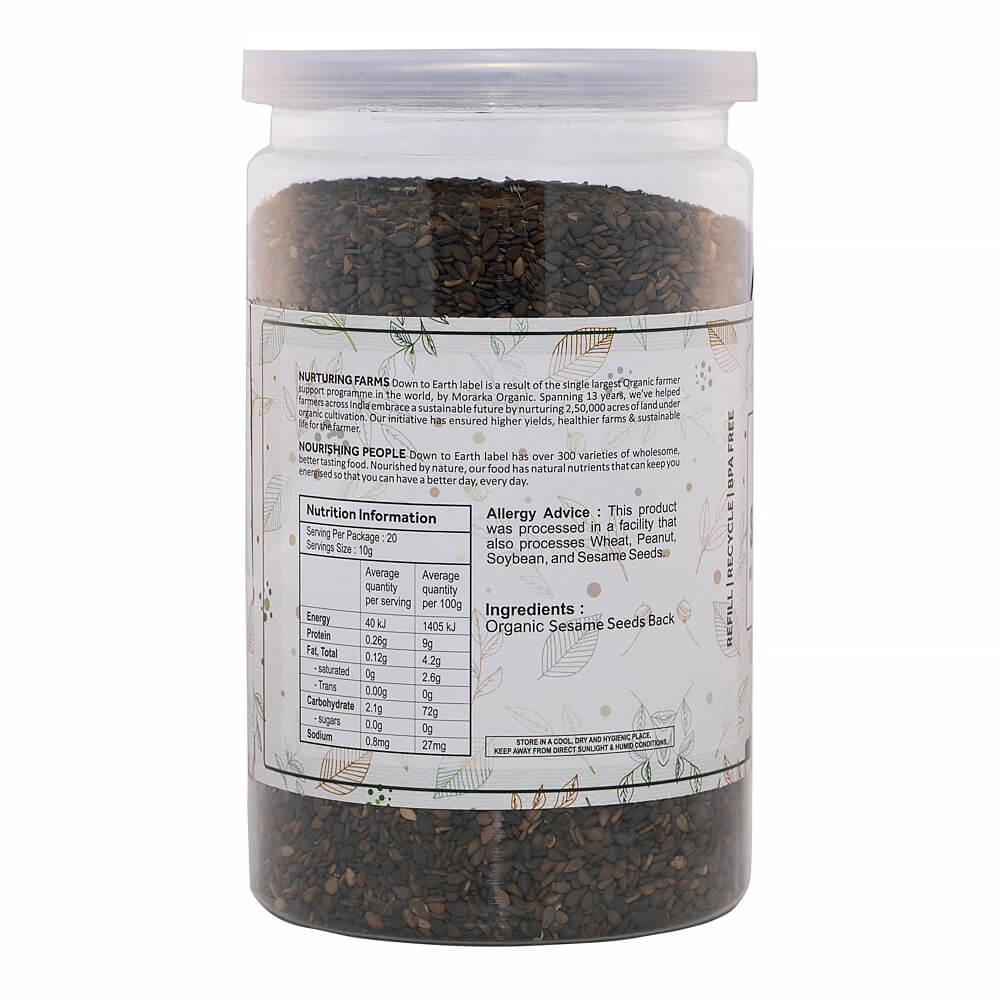 NURTURING FARMS Down to Earth label is a result of the single largest Organic farmer
support programme in the world, by Morarka Organic. Spanning 13 years, we've helped
farmers across India embrace a sustainable future by nurturing 2,50,000 acres of land under
organic cultivation. Our initiative has ensured higher yields, healthier farms & sustainable
life for the farmer.
NOURISHING PEOPLE Down to Earth label has over 300 varieties of wholesome,
better tasting food. Nourished by nature, our food has natural nutrients that can keep you
energised so that you can have a better day, every day.
Nutrition Information
Serving Per Package : 20
Servings Size : 10g
Average quantity per serving Average quantity per 100g
Energy 40 kJ 1405 kJ
Protein 0.26g 9g
Fat, Total 0.12g 4.2g
- saturated 0g 2.6g
- Trans 0.00g 0g
Carbohydrate 2.1g 72g
- sugars 0.0g 0g
Sodium 0.8mg 27mg
Allergy Advice : This product
was processed in a facility that
also processes Wheat, Peanut,
Soybean, and Sesame Seeds.
Ingredients :
Organic Sesame Seeds Back
STORE IN A COOL, DRY AND HYGIENIC PLACE.
KEEP AWAY FROM DIRECT SUNLIGHT & HUMID CONDITIONS.
REFILL | RECYCLE | BPA FREE